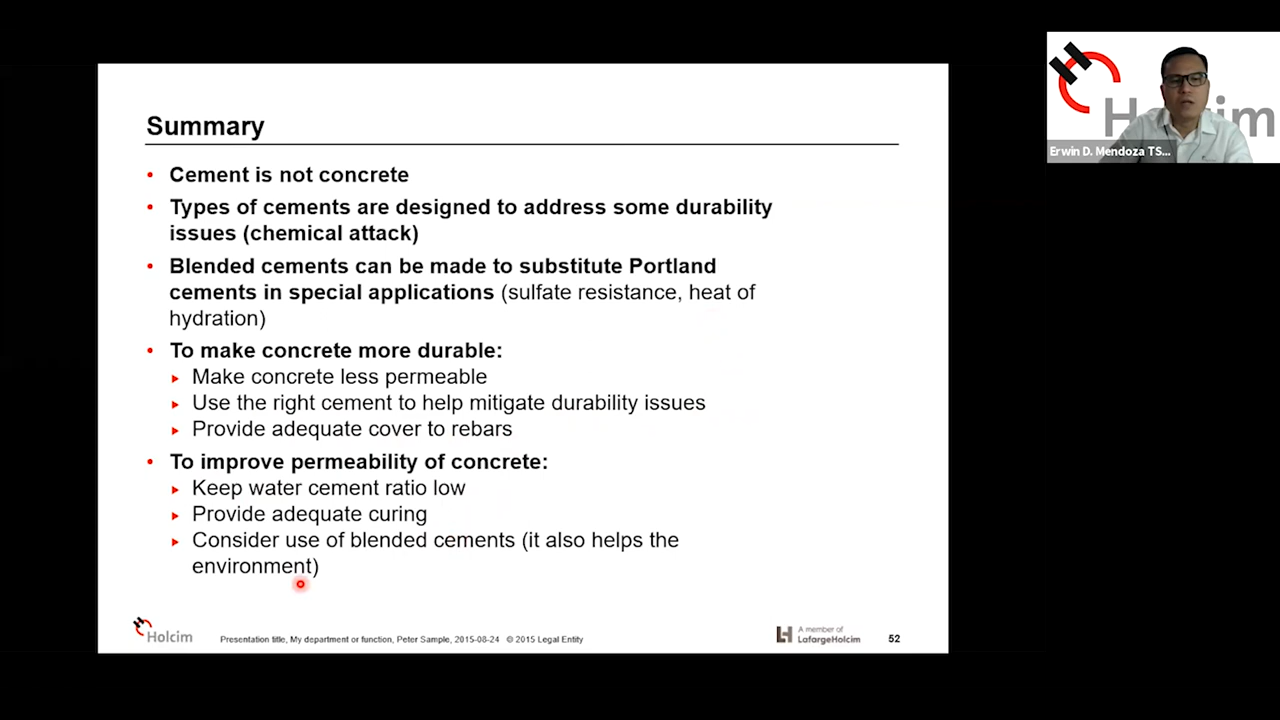 Summary
• Cement is not concrete
• Types of cements are designed to address some durability
issues (chemical attack)
• Blended cements can be made to substitute Portland
cements in special applications (sulfate resistance, heat of
hydration)
• To make concrete more durable:
▸ Make concrete less permeable
▸ Use the right cement to help mitigate durability issues
▸ Provide adequate cover to rebars
• To improve permeability of concrete:
▸ Keep water cement ratio low
▸ Provide adequate curing
▸ Consider use of blended cements (it also helps the
environment)
Holcim
Presentation title, My department or function, Peter Sample, 2015-08-24 © 2015 Legal Entity
A member of
LafargeHolcim
52
Erwin D. Mendoza TS...